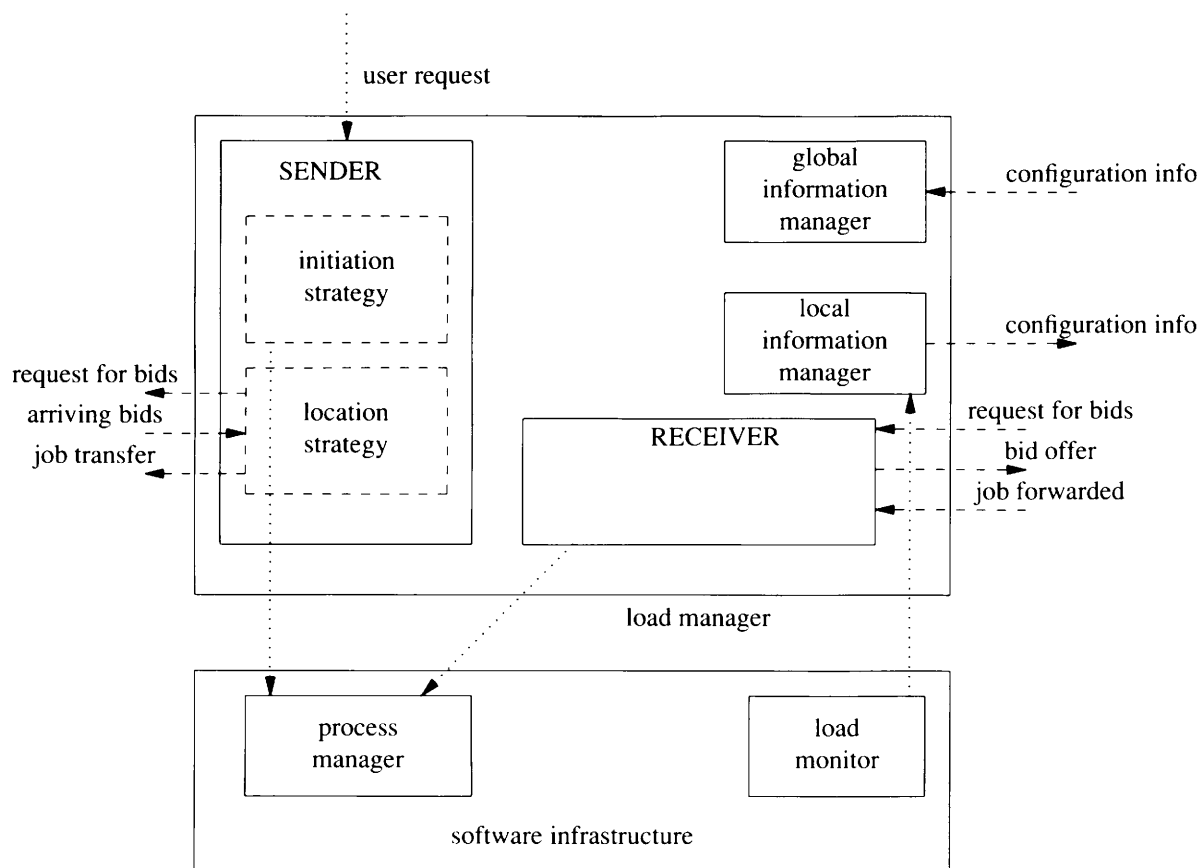 user request
SENDER
global
information
manager
configuration info
initiation
strategy
local
information
manager
configuration info
request for bids
arriving bids
job transfer
location
strategy
RECEIVER
request for bids
bid offer
job forwarded
load manager
process
manager
load
monitor
software infrastructure